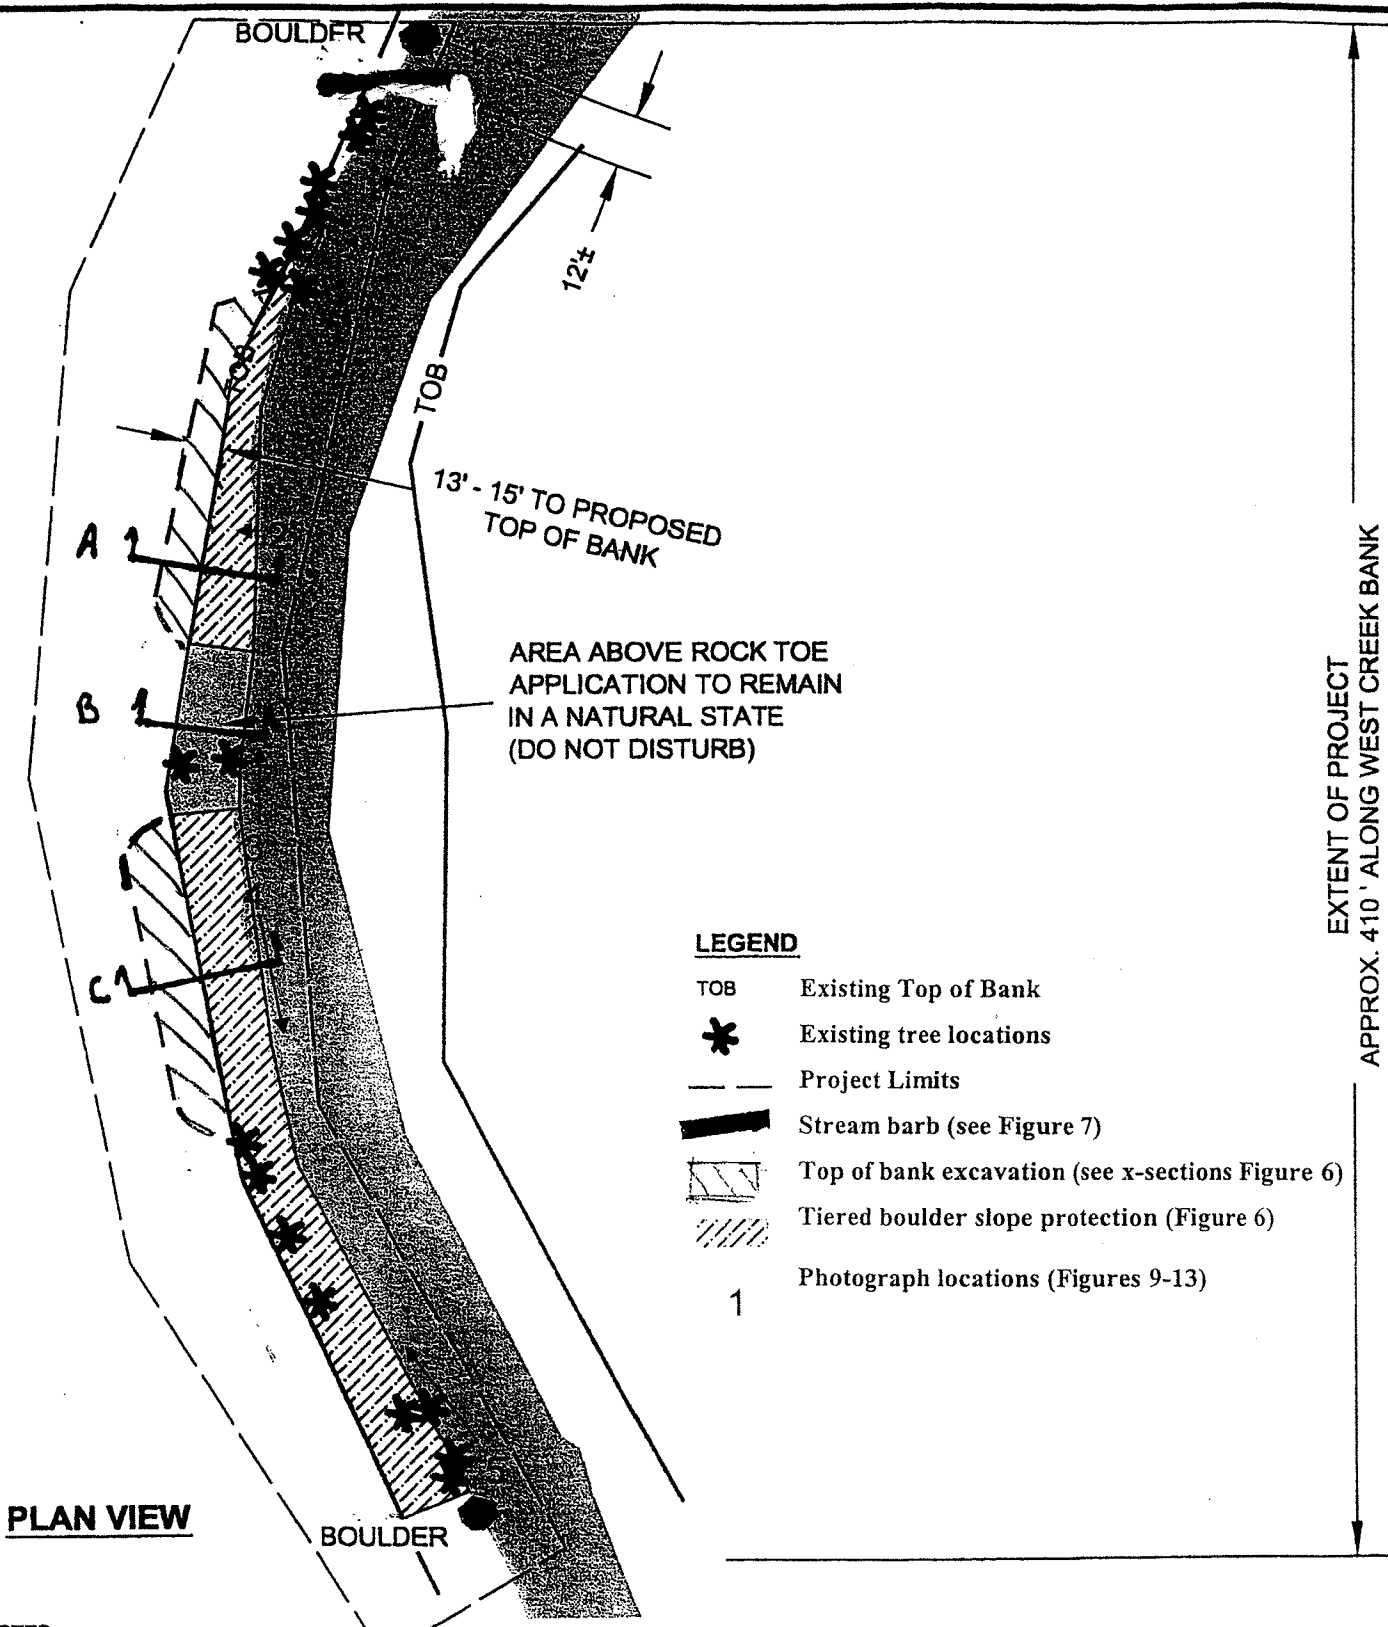 BOULDER
12'±
TOB
TOB
13' - 15' TO PROPOSED
TOP OF BANK
A 1
AREA ABOVE ROCK TOE
APPLICATION TO REMAIN
IN A NATURAL STATE
(DO NOT DISTURB)
B 1
C 1
EXTENT OF PROJECT
APPROX. 410 ' ALONG WEST CREEK BANK
LEGEND
TOB Existing Top of Bank
Existing tree locations
Project Limits
Stream barb (see Figure 7)
Top of bank excavation (see x-sections Figure 6)
Tiered boulder slope protection (Figure 6)
Photograph locations (Figures 9-13)
1
PLAN VIEW
BOULDER